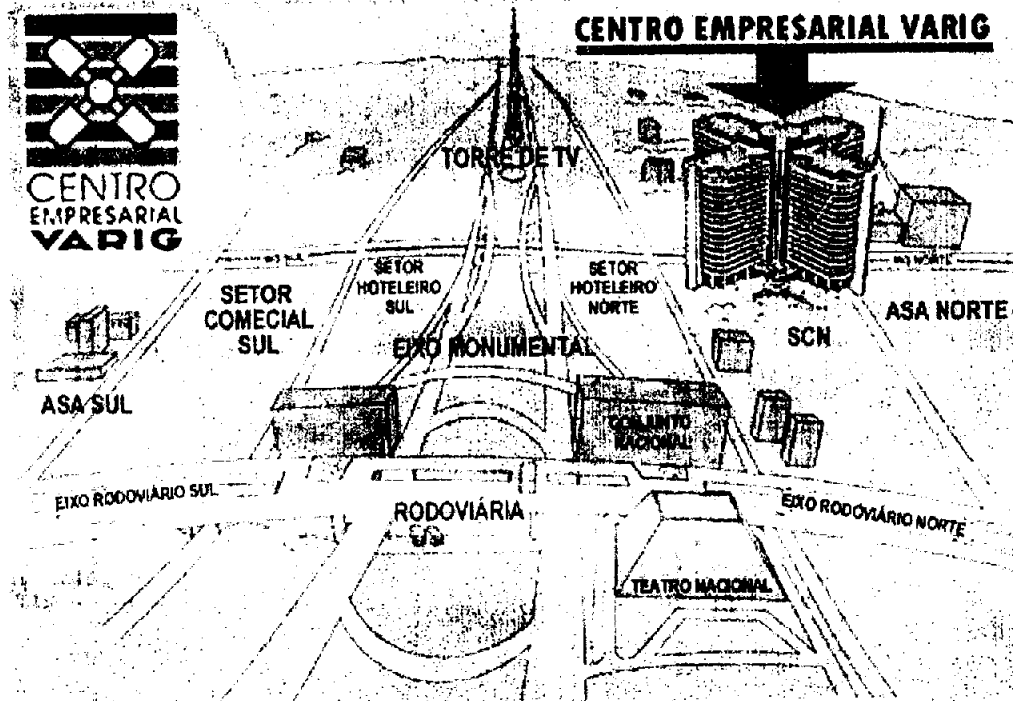 CENTRO EMPRESARIAL VARIG
CENTRO
EMPRESARIAL
VARIG
TORRE DE TV
SETOR
COMECIAL
SUL
SETOR
HOTELEIRO
SUL
SETOR
HOTELEIRO
NORTE
SCN
ASA NORTE
EIXO MONUMENTAL
ASA SUL
CONJUNTO
NACIONAL
EIXO RODOVIÁRIO SUL
RODOVIÁRIA
EIXO RODOVIÁRIO NORTE
TEATRO NACIONAL